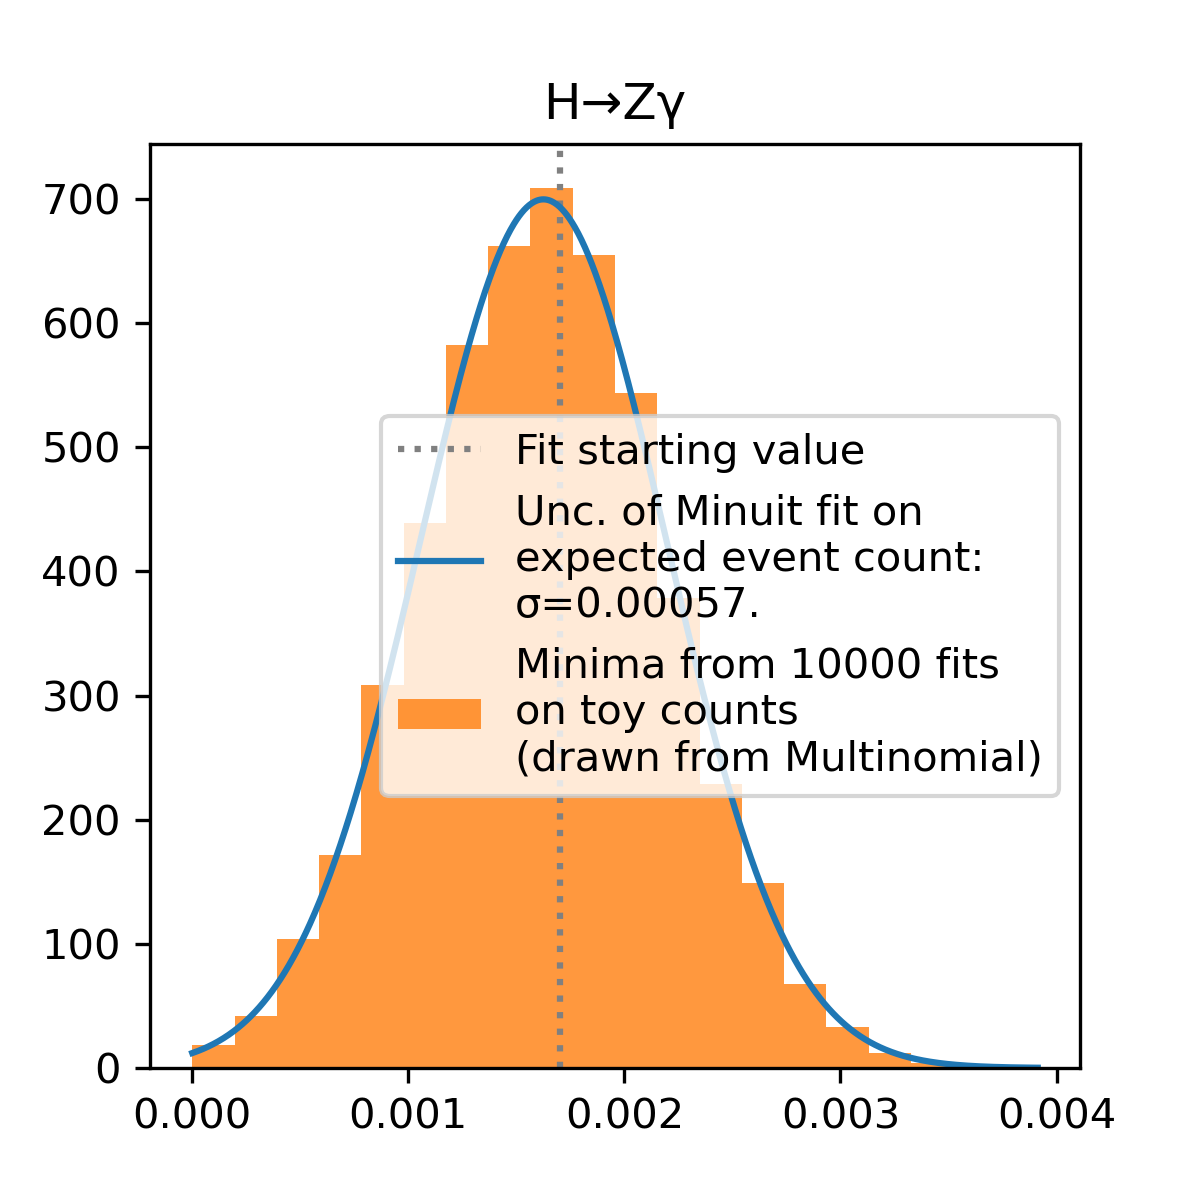 H→Zγ
700
600
500
400
300
200
100
0
Fit starting value
Unc. of Minuit fit on
expected event count:
σ=0.00057.
Minima from 10000 fits
on toy counts
(drawn from Multinomial)
0.000 0.001 0.002 0.003 0.004